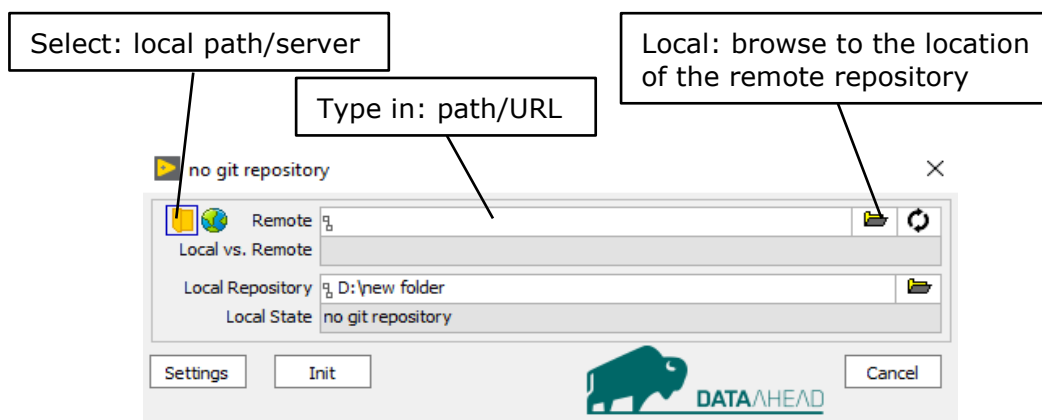 Select: local path/server
Local: browse to the location
of the remote repository
Type in: path/URL
no git repository
Remote
Local vs. Remote
Local Repository D:\new folder
Local State no git repository
Settings Init Cancel
DATAAHEAD